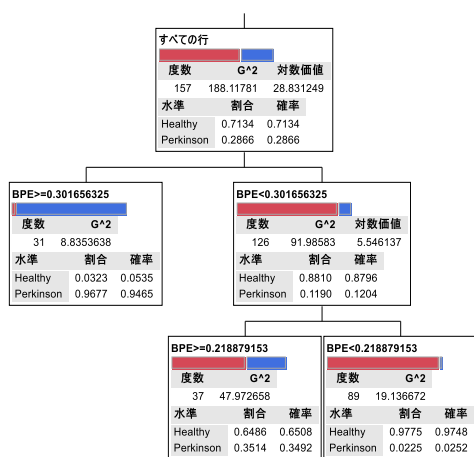 すべての行
度数 G^2 対数価値
157 188.11781 28.831249
水準 割合 確率
Healthy 0.7134 0.7134
Perkinson 0.2866 0.2866
BPE>=0.301656325
度数 G^2
31 8.8353638
水準 割合 確率
Healthy 0.0323 0.0535
Perkinson 0.9677 0.9465
BPE<0.301656325
度数 G^2 対数価値
126 91.98583 5.546137
水準 割合 確率
Healthy 0.8810 0.8796
Perkinson 0.1190 0.1204
BPE>=0.218879153
度数 G^2
37 47.972658
水準 割合 確率
Healthy 0.6486 0.6508
Perkinson 0.3514 0.3492
BPE<0.218879153
度数 G^2
89 19.136672
水準 割合 確率
Healthy 0.9775 0.9748
Perkinson 0.0225 0.0252